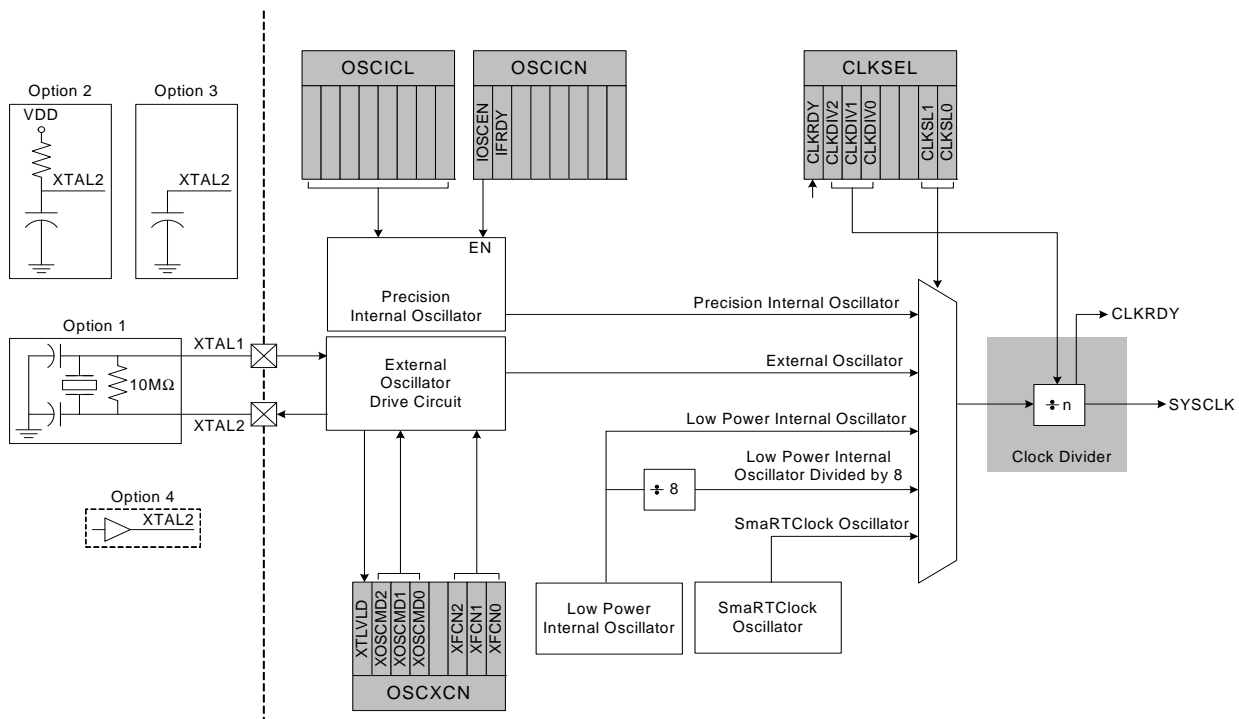 OSCICL
OSCICN
CLKSEL
IOSCEN
IFRDY
CLKRDY
CLKDIV2
CLKDIV1
CLKDIV0
CLKSL1
CLKSL0
Option 2
VDD
XTAL2
Option 3
XTAL2
EN
Precision
Internal Oscillator
Precision Internal Oscillator
CLKRDY
Option 1
XTAL1
10MΩ
XTAL2
External
Oscillator
Drive Circuit
External Oscillator
÷ n
SYSCLK
Clock Divider
Low Power Internal Oscillator
÷ 8
Low Power Internal
Oscillator Divided by 8
SmaRTClock Oscillator
Option 4
XTAL2
Low Power
Internal Oscillator
SmaRTClock
Oscillator
XTLVLD
XOSCMD2
XOSCMD1
XOSCMD0
XFCN2
XFCN1
XFCN0
OSCXCN